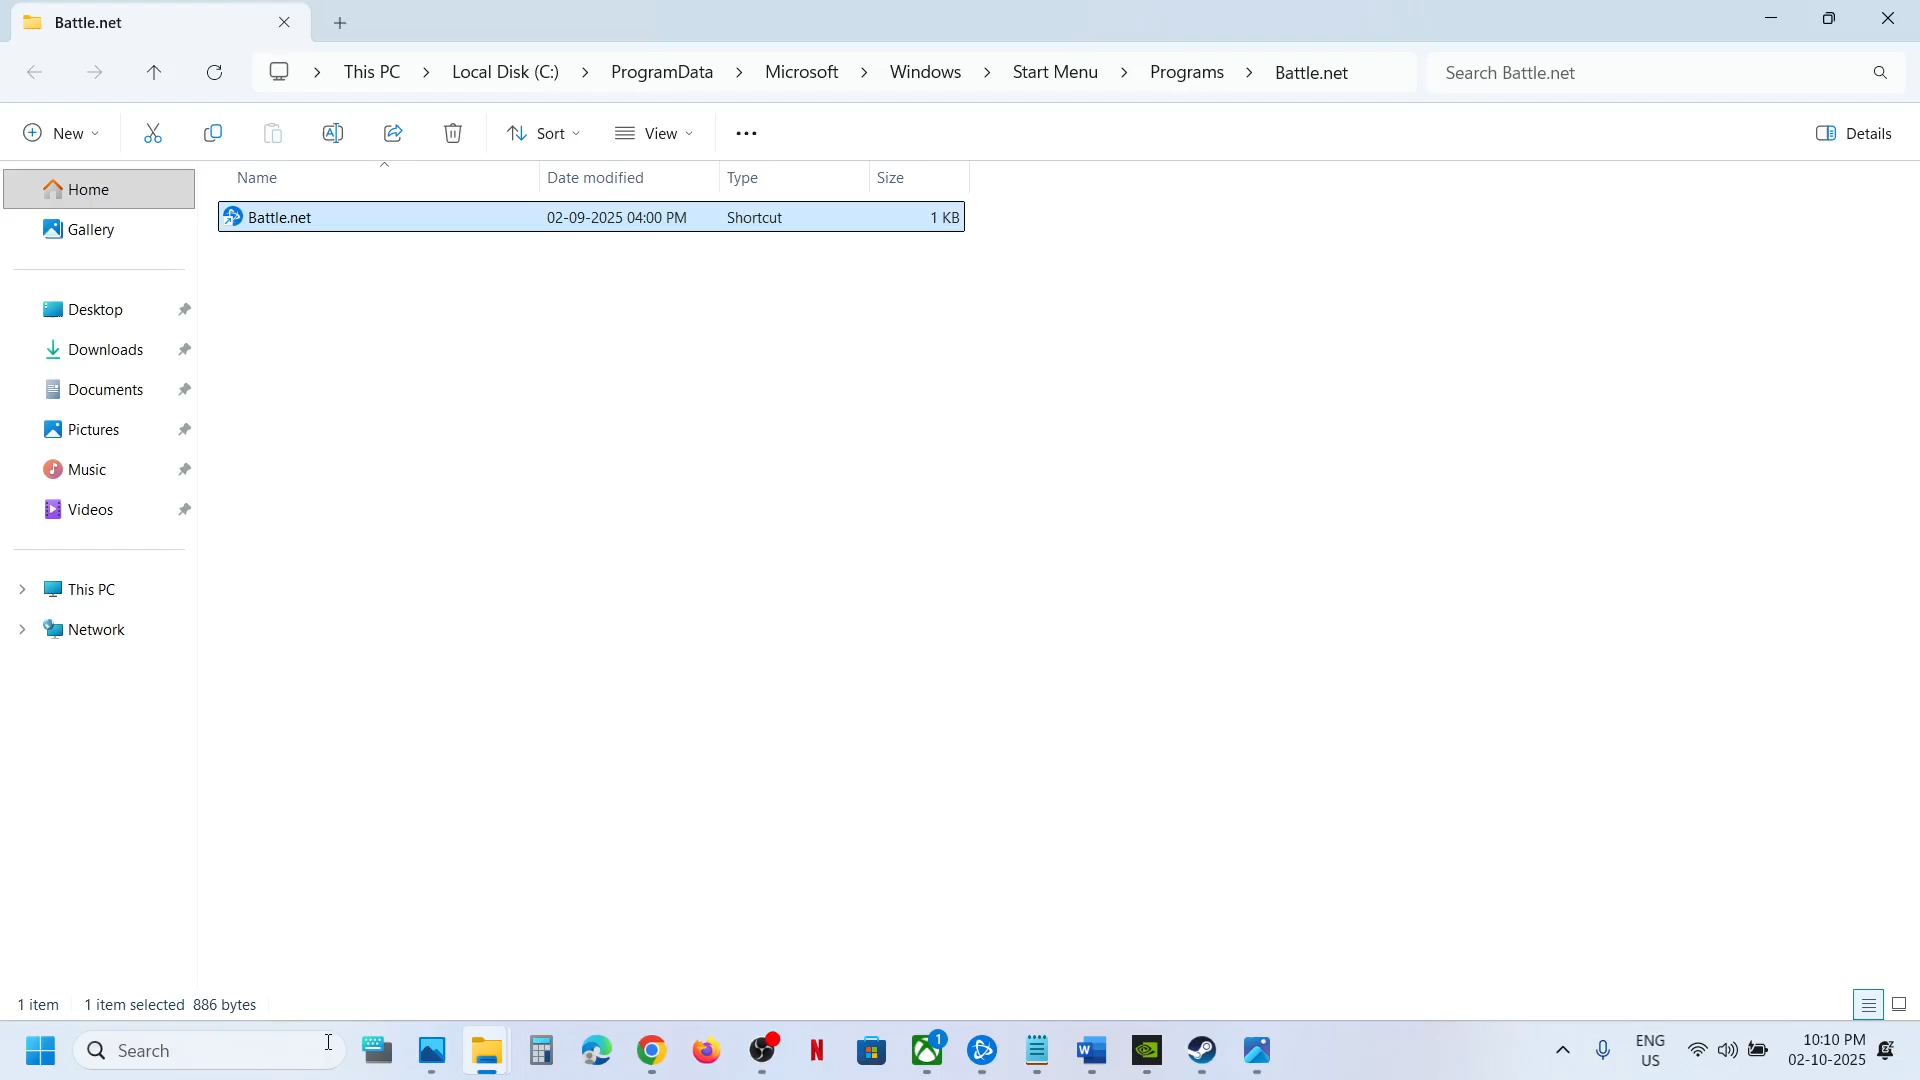 Battle.net
This PC
Local Disk (C:)
ProgramData
Microsoft
Windows
Start Menu
Programs
Battle.net
Search Battle.net
New
Sort
View
Details
Home
Gallery
Desktop
Downloads
Documents
Pictures
Music
Videos
This PC
Network
Name Date modified Type Size
Battle.net 02-09-2025 04:00 PM Shortcut 1 KB
1 item 1 item selected 886 bytes
Search
1
ENG
US
10:10 PM
02-10-2025